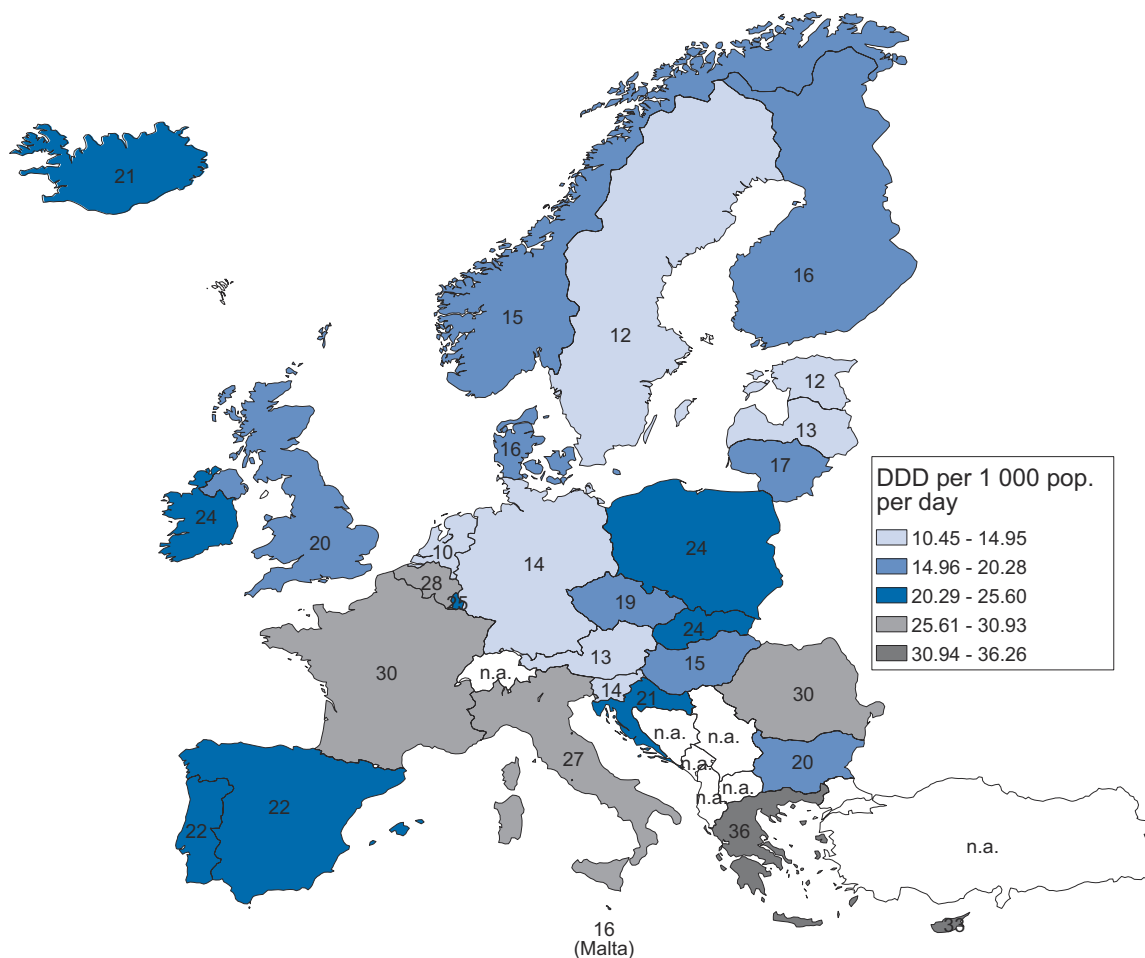 21
16
15
12
12
13
17
16
24
20
10
14
24
28
25
19
24
13
15
30
n.a.
14
21
30
n.a.
n.a.
20
27
n.a.
n.a.
n.a.
22
22
36
n.a.
33
16
(Malta)
DDD per 1 000 pop.
per day
10.45 - 14.95
14.96 - 20.28
20.29 - 25.60
25.61 - 30.93
30.94 - 36.26